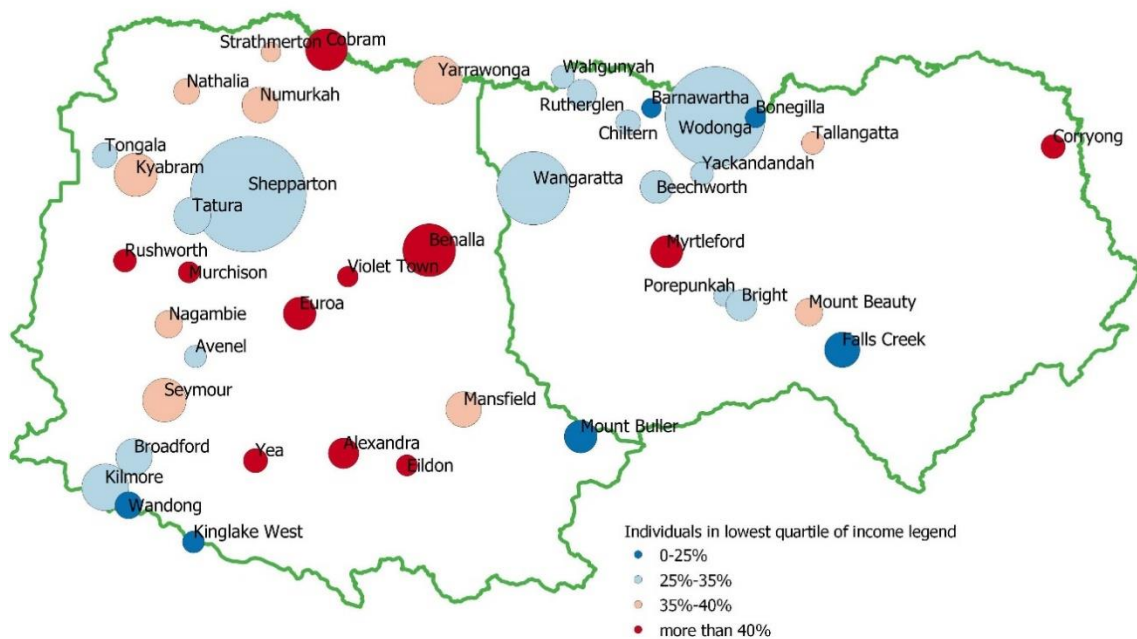 Strathmerton
Cobram
Nathalia
Numurkah
Yarrawonga
Wahgunyah
Rutherglen
Barnawartha
Bonegilla
Chiltern
Wodonga
Tallangatta
Corryong
Tongala
Kyabram
Shepparton
Tatura
Wangaratta
Yackandandah
Beechworth
Rushworth
Murchison
Violet Town
Benalla
Myrtleford
Euroa
Nagambie
Avenel
Porepunkah
Bright
Mount Beauty
Falls Creek
Seymour
Mansfield
Mount Buller
Broadford
Yea
Alexandra
Eildon
Kilmore
Wandong
Kinglake West
Individuals in lowest quartile of income legend
0-25%
25%-35%
35%-40%
more than 40%